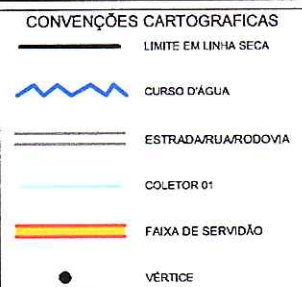 CONVENÇÕES CARTOGRAFICAS
LIMITE EM LINHA SECA
CURSO D'ÁGUA
ESTRADA/RUA/RODOVIA
COLETOR 01
FAIXA DE SERVIDÃO
VÉRTICE